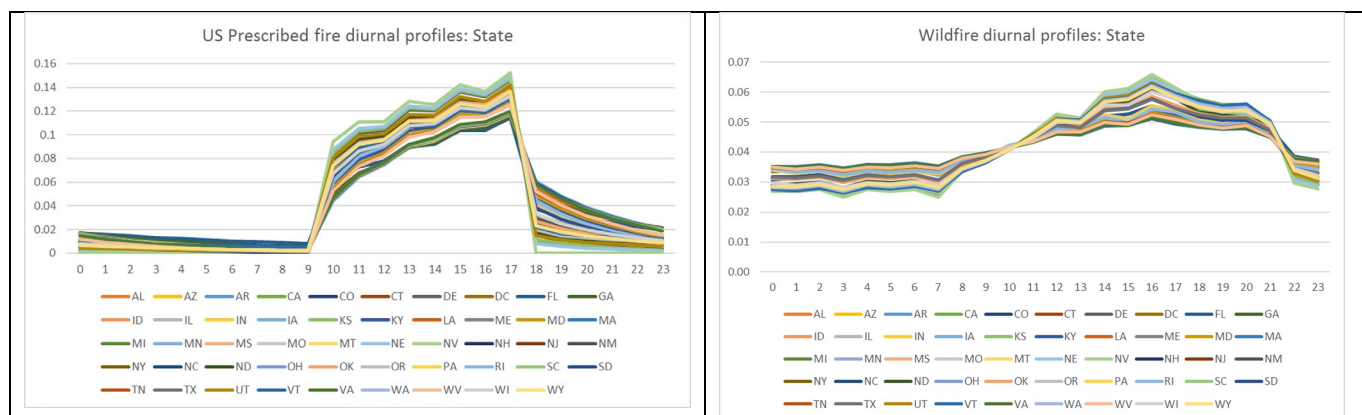 US Prescribed fire diurnal profiles: State
0.16
0.14
0.12
0.1
0.08
0.06
0.04
0.02
0
0 1 2 3 4 5 6 7 8 9 10 11 12 13 14 15 16 17 18 19 20 21 22 23
AL AZ AR CA CO CT DE DC FL GA
ID IL IN IA KS KY LA ME MD MA
MI MN MS MO MT NE NV NH NJ NM
NY NC ND OH OK OR PA RI SC SD
TN TX UT VT VA WA WV WI WY
Wildfire diurnal profiles: State
0.07
0.06
0.05
0.04
0.03
0.02
0.01
0.00
0 1 2 3 4 5 6 7 8 9 10 11 12 13 14 15 16 17 18 19 20 21 22 23
AL AZ AR CA CO CT DE DC FL GA
ID IL IN IA KS KY LA ME MD MA
MI MN MS MO MT NE NV NH NJ NM
NY NC ND OH OK OR PA RI SC SD
TN TX UT VT VA WA WV WI WY